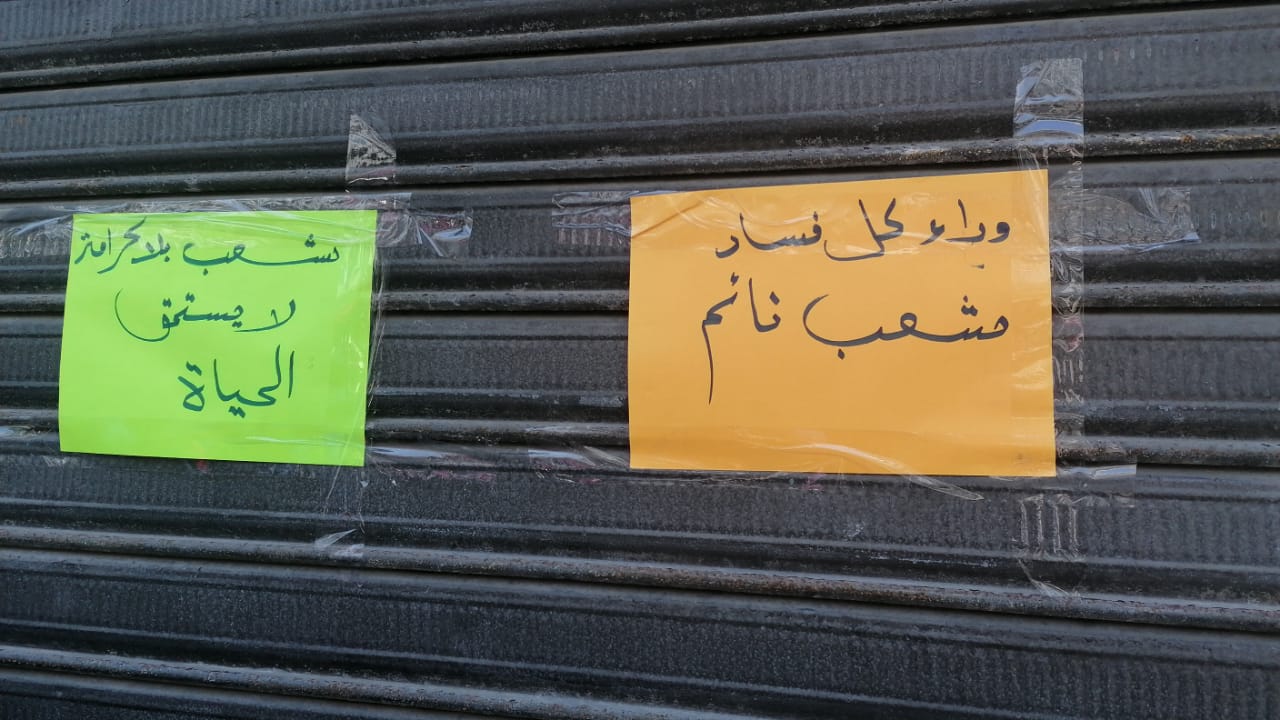 وراء كل فساد
شعب نائم
شعب بلا كرامة
لا يستحق
الحياة